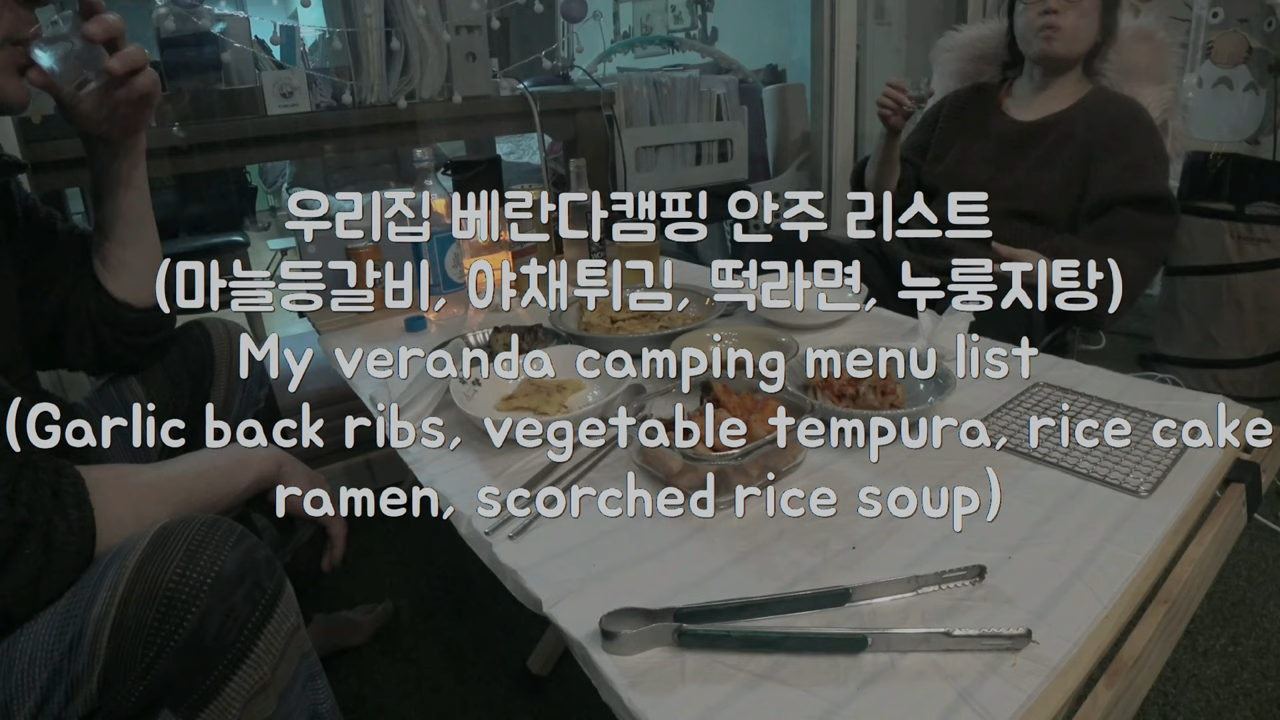 우리집 베란다캠핑 안주 리스트
(마늘등갈비, 야채튀김, 떡라면, 누룽지탕)
My veranda camping menu list
(Garlic back ribs, vegetable tempura, rice cake
ramen, scorched rice soup)